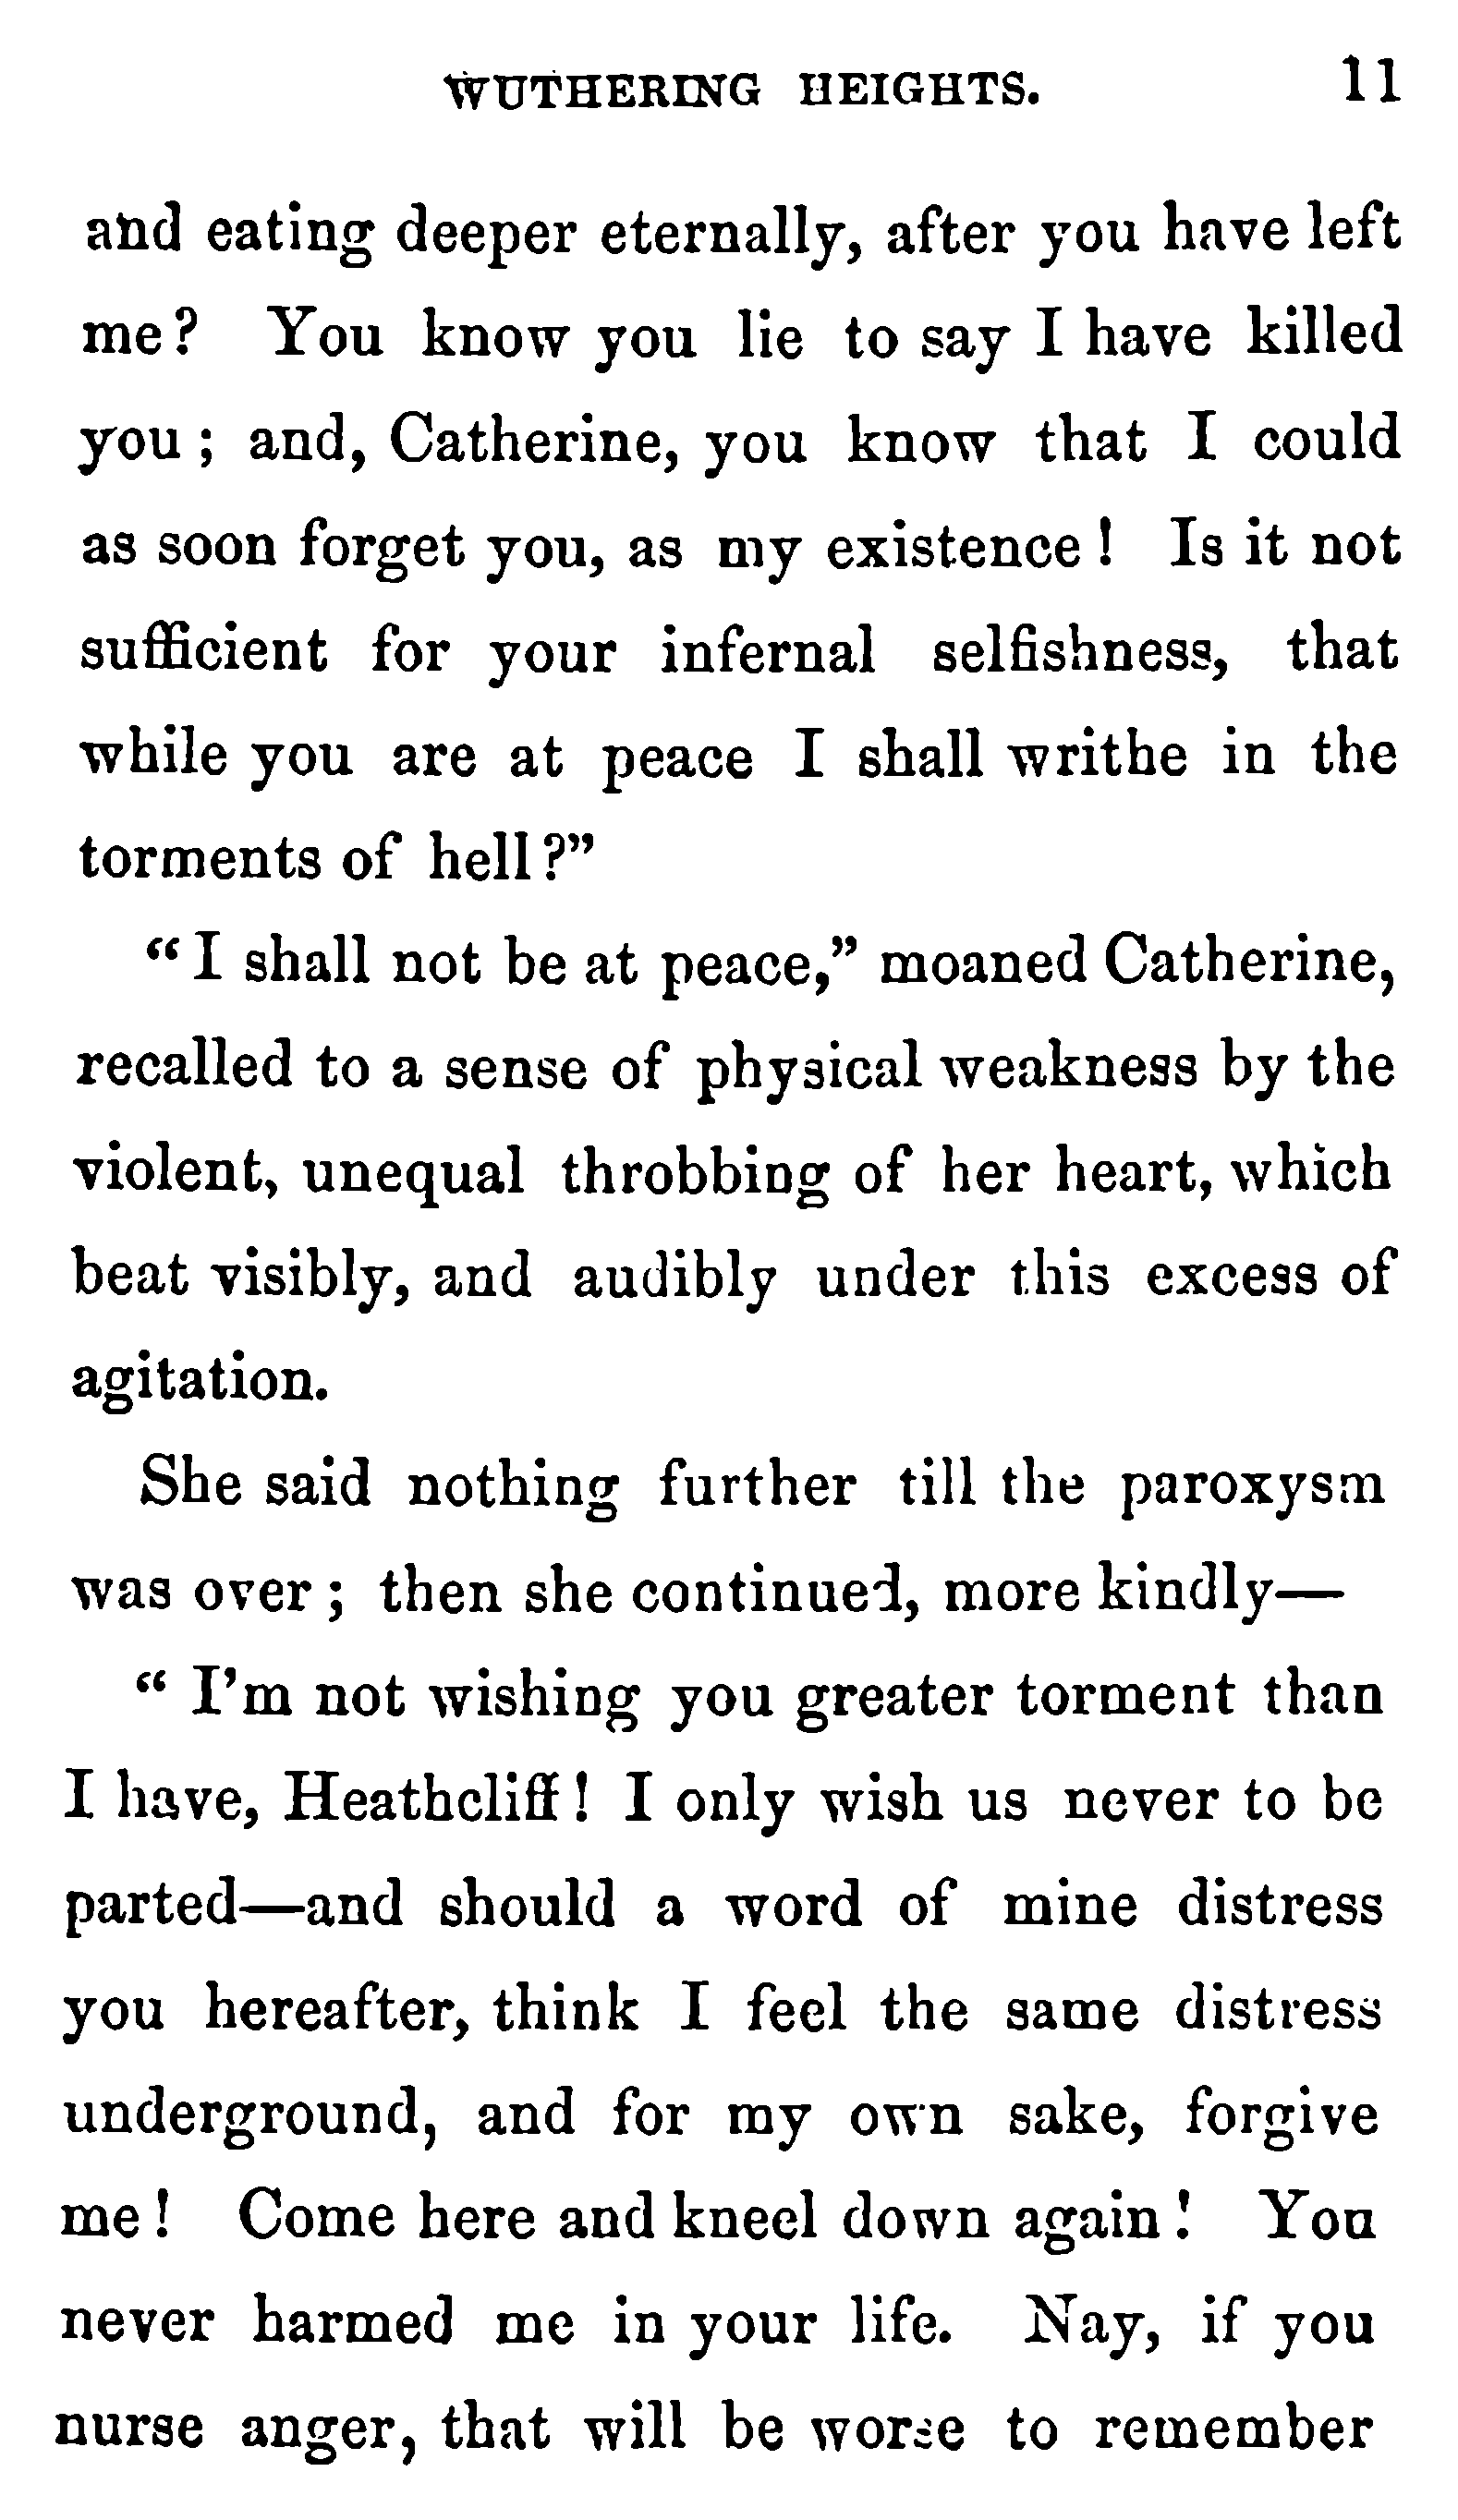 WUTHERING HEIGHTS. 11
and eating deeper eternally, after you have left
me? You know you lie to say I have killed
you; and, Catherine, you know that I could
as soon forget you, as my existence! Is it not
sufficient for your infernal selfishness, that
while you are at peace I shall writhe in the
torments of hell?”
“I shall not be at peace,” moaned Catherine,
recalled to a sense of physical weakness by the
violent, unequal throbbing of her heart, which
beat visibly, and audibly under this excess of
agitation.
She said nothing further till the paroxysm
was over; then she continued, more kindly—
“I’m not wishing you greater torment than
I have, Heathcliff! I only wish us never to be
parted—and should a word of mine distress
you hereafter, think I feel the same distress
underground, and for my own sake, forgive
me! Come here and kneel down again! You
never harmed me in your life. Nay, if you
nurse anger, that will be worse to remember